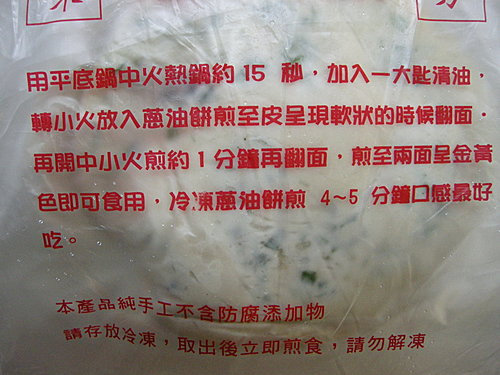 用平底鍋中火熱鍋約 15 秒，加入一大匙清油，
轉小火放入蔥油餅煎至皮呈現軟狀的時候翻面．
再開中小火煎約 1 分鐘再翻面，煎至兩面呈金黃
色即可食用，冷凍蔥油餅煎 4~5 分鐘口感最好
吃。
本產品純手工不含防腐添加物
請存放冷凍，取出後立即煎食，請勿解凍